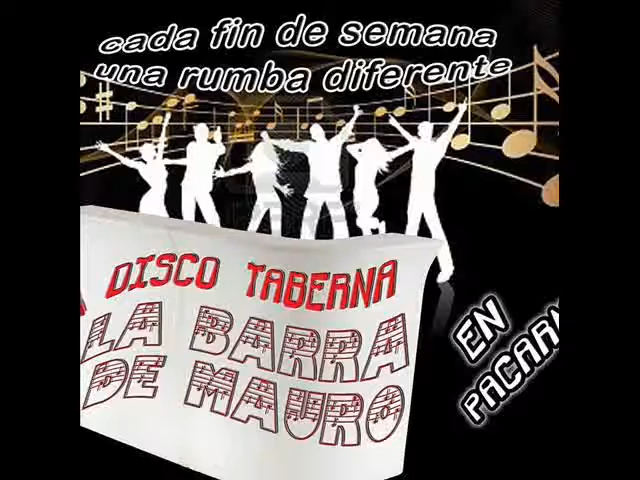 cada fin de semana
una rumba diferente
DISCO TABERNA
LA BARRA
DE MAURO
EN